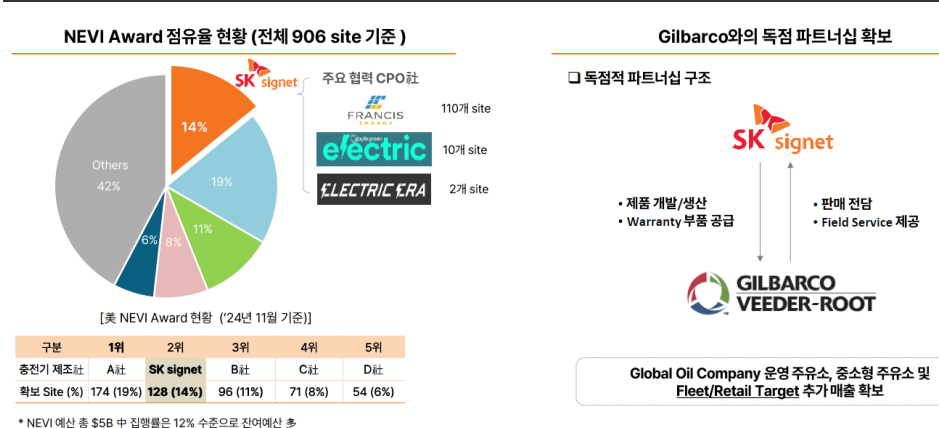 NEVI Award 점유율 현황 (전체 906 site 기준 )
SK signet
14%
19%
11%
8%
6%
Others
42%
주요 협력 CPO社
FRANCIS
ENERGY
110개 site
electric
10개 site
ELECTRIC ERA
2개 site
[美 NEVI Award 현황 ('24년 11월 기준)]
구분 1위 2위 3위 4위 5위
충전기 제조社 A社 SK signet B社 C社 D社
확보 Site (%) 174 (19%) 128 (14%) 96 (11%) 71 (8%) 54 (6%)
* NEVI 예산 총 $5B 中 집행률은 12% 수준으로 잔여예산 多
Gilbarco와의 독점 파트너십 확보
❑ 독점적 파트너십 구조
SK signet
• 제품 개발/생산
• Warranty 부품 공급
• 판매 전담
• Field Service 제공
GILBARCO
VEEDER-ROOT
Global Oil Company 운영 주유소, 중소형 주유소 및
Fleet/Retail Target 추가 매출 확보